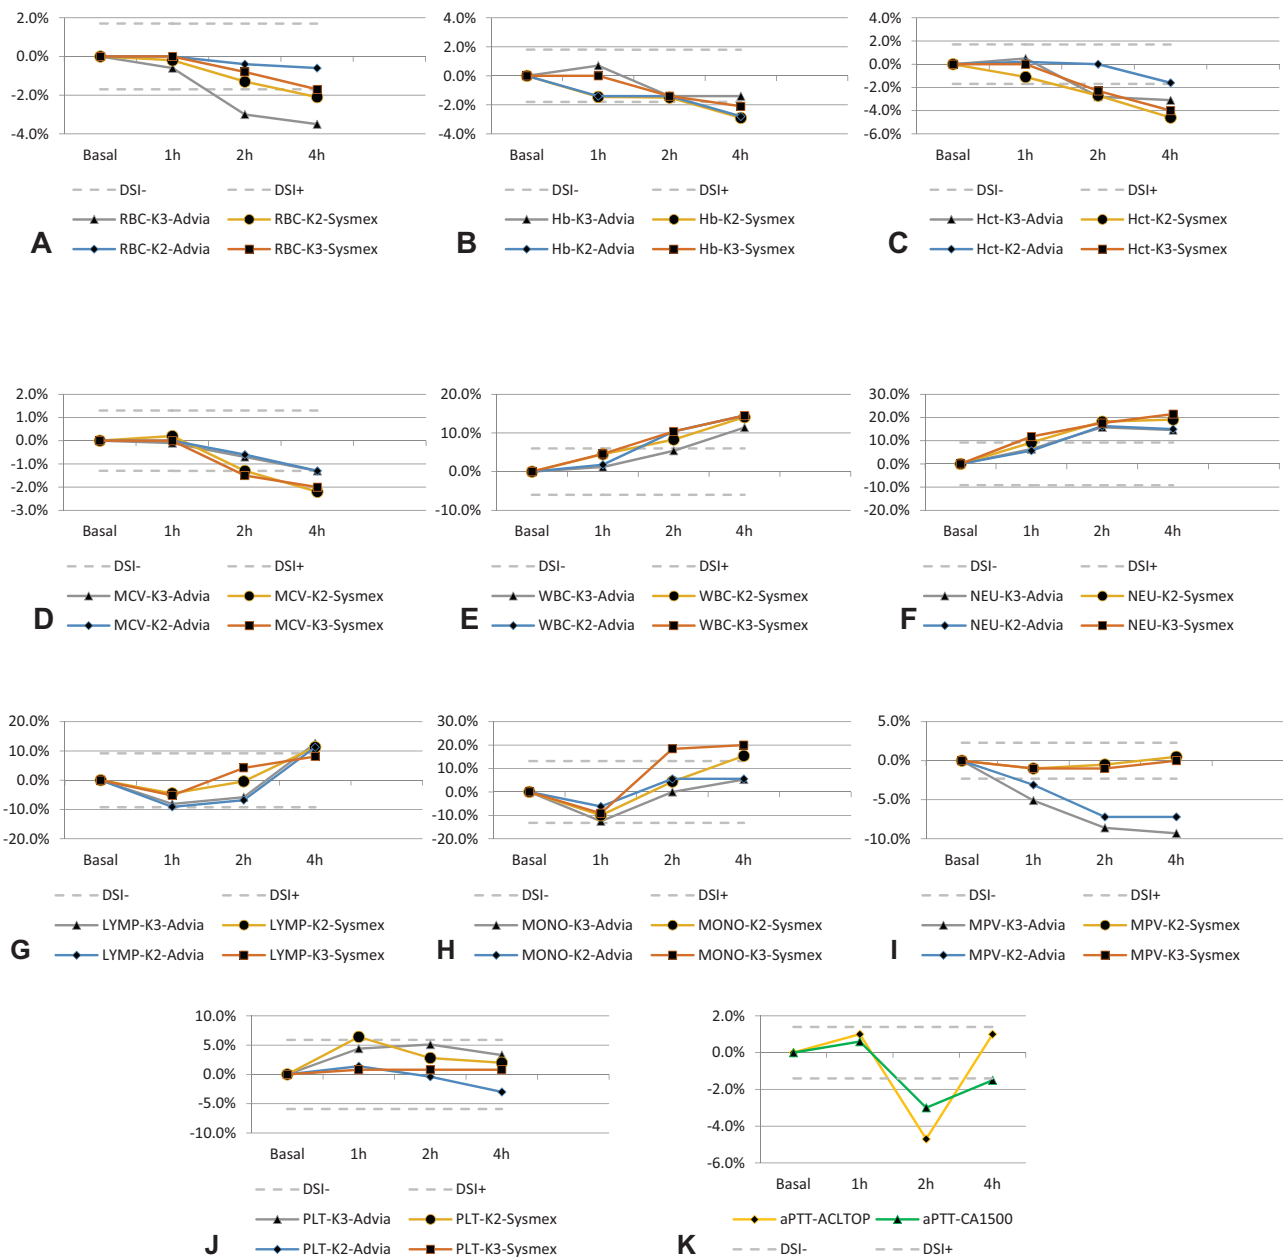 2.0%
0.0%
-2.0%
-4.0%
Basal 1h 2h 4h
DSI- DSI+
RBC-K3-Advia RBC-K2-Sysmex
RBC-K2-Advia RBC-K3-Sysmex
A
4.0%
2.0%
0.0%
-2.0%
-4.0%
Basal 1h 2h 4h
DSI- DSI+
Hb-K3-Advia Hb-K2-Sysmex
Hb-K2-Advia Hb-K3-Sysmex
B
4.0%
2.0%
0.0%
-2.0%
-4.0%
-6.0%
Basal 1h 2h 4h
DSI- DSI+
Hct-K3-Advia Hct-K2-Sysmex
Hct-K2-Advia Hct-K3-Sysmex
C
2.0%
1.0%
0.0%
-1.0%
-2.0%
-3.0%
Basal 1h 2h 4h
DSI- DSI+
MCV-K3-Advia MCV-K2-Sysmex
MCV-K2-Advia MCV-K3-Sysmex
D
20.0%
10.0%
0.0%
-10.0%
Basal 1h 2h 4h
DSI- DSI+
WBC-K3-Advia WBC-K2-Sysmex
WBC-K2-Advia WBC-K3-Sysmex
E
30.0%
20.0%
10.0%
0.0%
-10.0%
-20.0%
Basal 1h 2h 4h
DSI- DSI+
NEU-K3-Advia NEU-K2-Sysmex
NEU-K2-Advia NEU-K3-Sysmex
F
20.0%
10.0%
0.0%
-10.0%
-20.0%
Basal 1h 2h 4h
DSI- DSI+
LYMP-K3-Advia LYMP-K2-Sysmex
LYMP-K2-Advia LYMP-K3-Sysmex
G
30.0%
20.0%
10.0%
0.0%
-10.0%
-20.0%
Basal 1h 2h 4h
DSI- DSI+
MONO-K3-Advia MONO-K2-Sysmex
MONO-K2-Advia MONO-K3-Sysmex
H
5.0%
0.0%
-5.0%
-10.0%
Basal 1h 2h 4h
DSI- DSI+
MPV-K3-Advia MPV-K2-Sysmex
MPV-K2-Advia MPV-K3-Sysmex
I
10.0%
5.0%
0.0%
-5.0%
-10.0%
Basal 1h 2h 4h
DSI- DSI+
PLT-K3-Advia PLT-K2-Sysmex
PLT-K2-Advia PLT-K3-Sysmex
J
2.0%
0.0%
-2.0%
-4.0%
-6.0%
Basal 1h 2h 4h
aPTT-ACLTOP aPTT-CA1500
DSI- DSI+
K